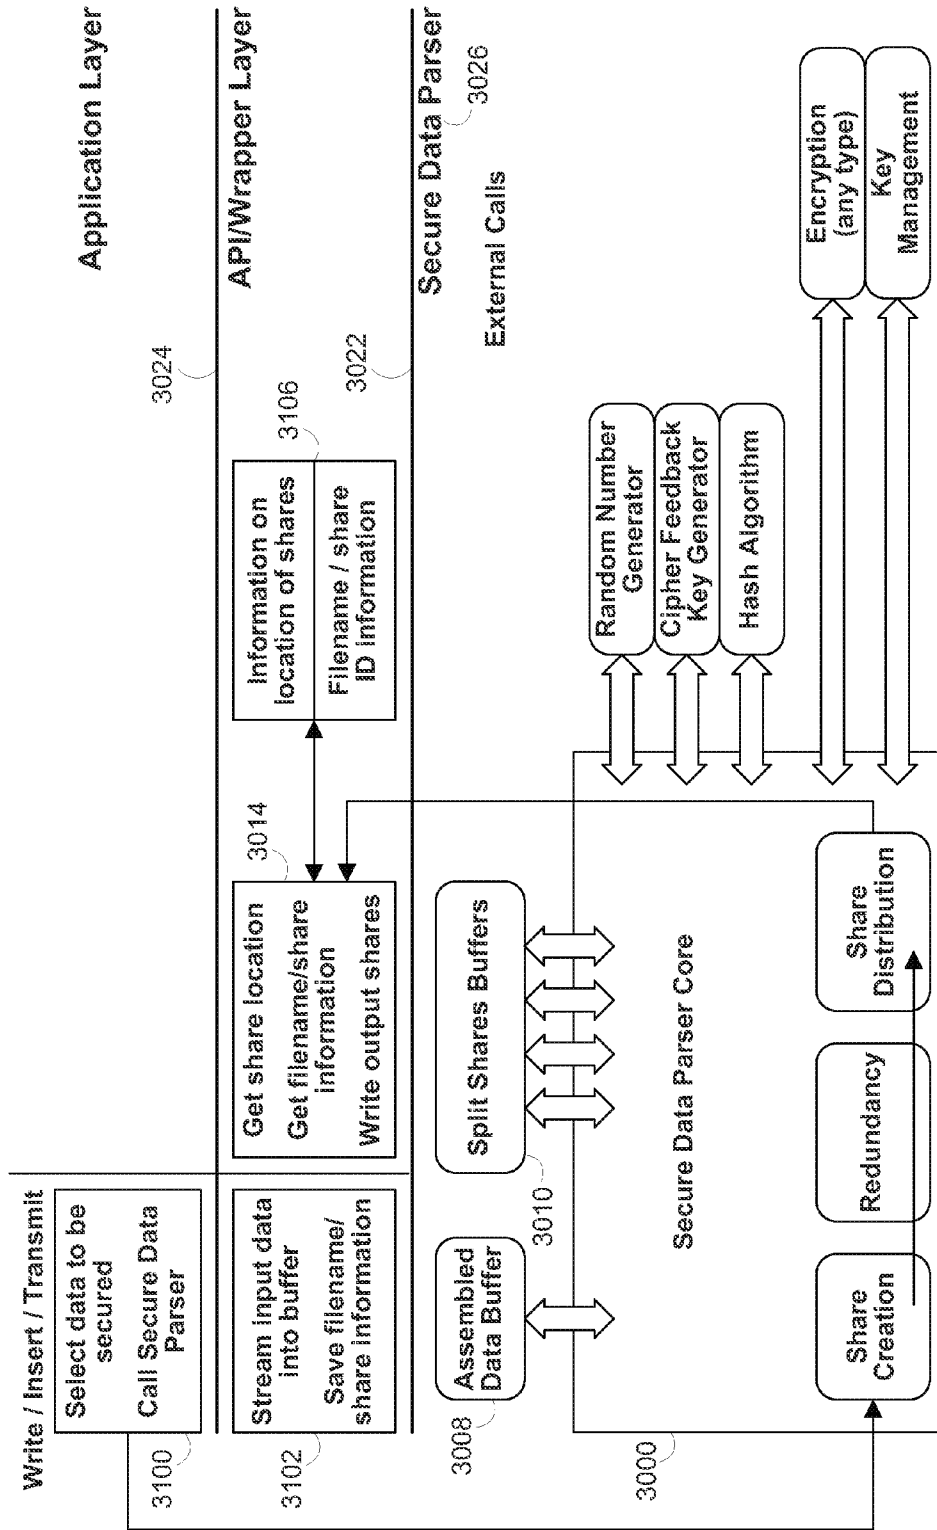 Write / Insert / Transmit
Application Layer
Select data to be
secured
Call Secure Data
Parser
3100
3024
API/Wrapper Layer
Stream input data
into buffer
Save filename/
share information
3102
Get share location
Get filename/share
information
Write output shares
3014
Information on
location of shares
Filename / share
ID information
3106
3022
Secure Data Parser
3026
External Calls
Assembled
Data Buffer
3008
Split Shares Buffers
3010
Random Number
Generator
Cipher Feedback
Key Generator
Hash Algorithm
Secure Data Parser Core
3000
Encryption
(any type)
Key
Management
Share
Creation
Redundancy
Share
Distribution